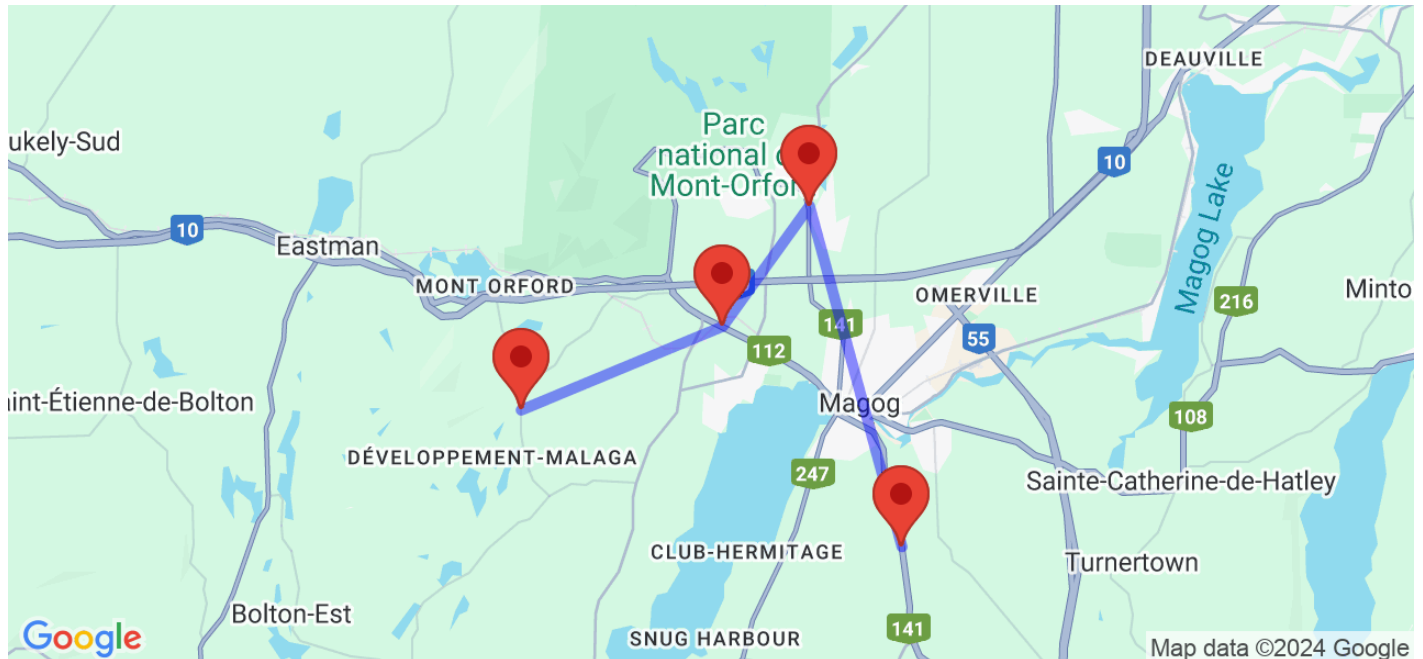 DEAUVILLE
ukely-Sud
Parc
national d
Mont-Orfor
10
10
Eastman
Magog Lake
MONT ORFORD
OMERVILLE
216
Minto
141
55
112
aint-Étienne-de-Bolton
Magog
108
DÉVELOPPEMENT-MALAGA
247
Sainte-Catherine-de-Hatley
CLUB-HERMITAGE
Turnertown
Bolton-Est
141
SNUG HARBOUR
Google
Map data ©2024 Google